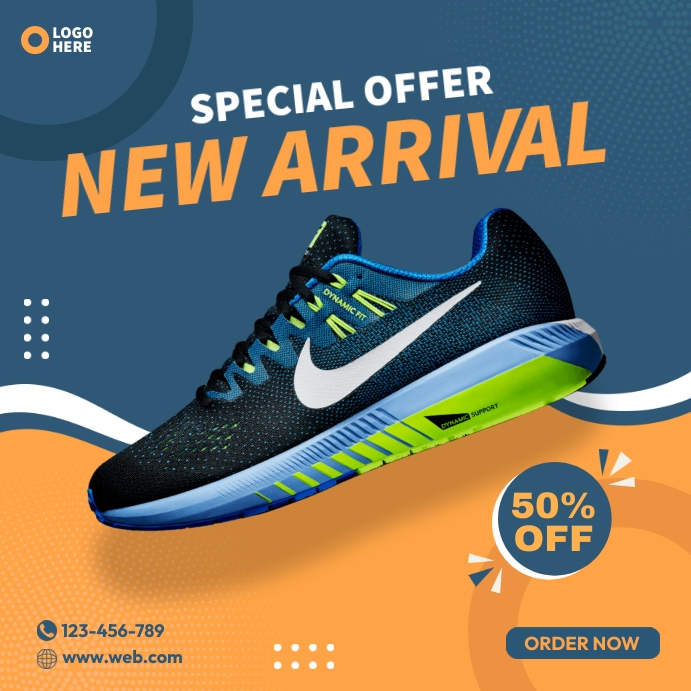 LOGO
HERE
SPECIAL OFFER
NEW ARRIVAL
DYNAMIC FIT
DYNAMIC SUPPORT
50%
OFF
123-456-789
www.web.com
ORDER NOW